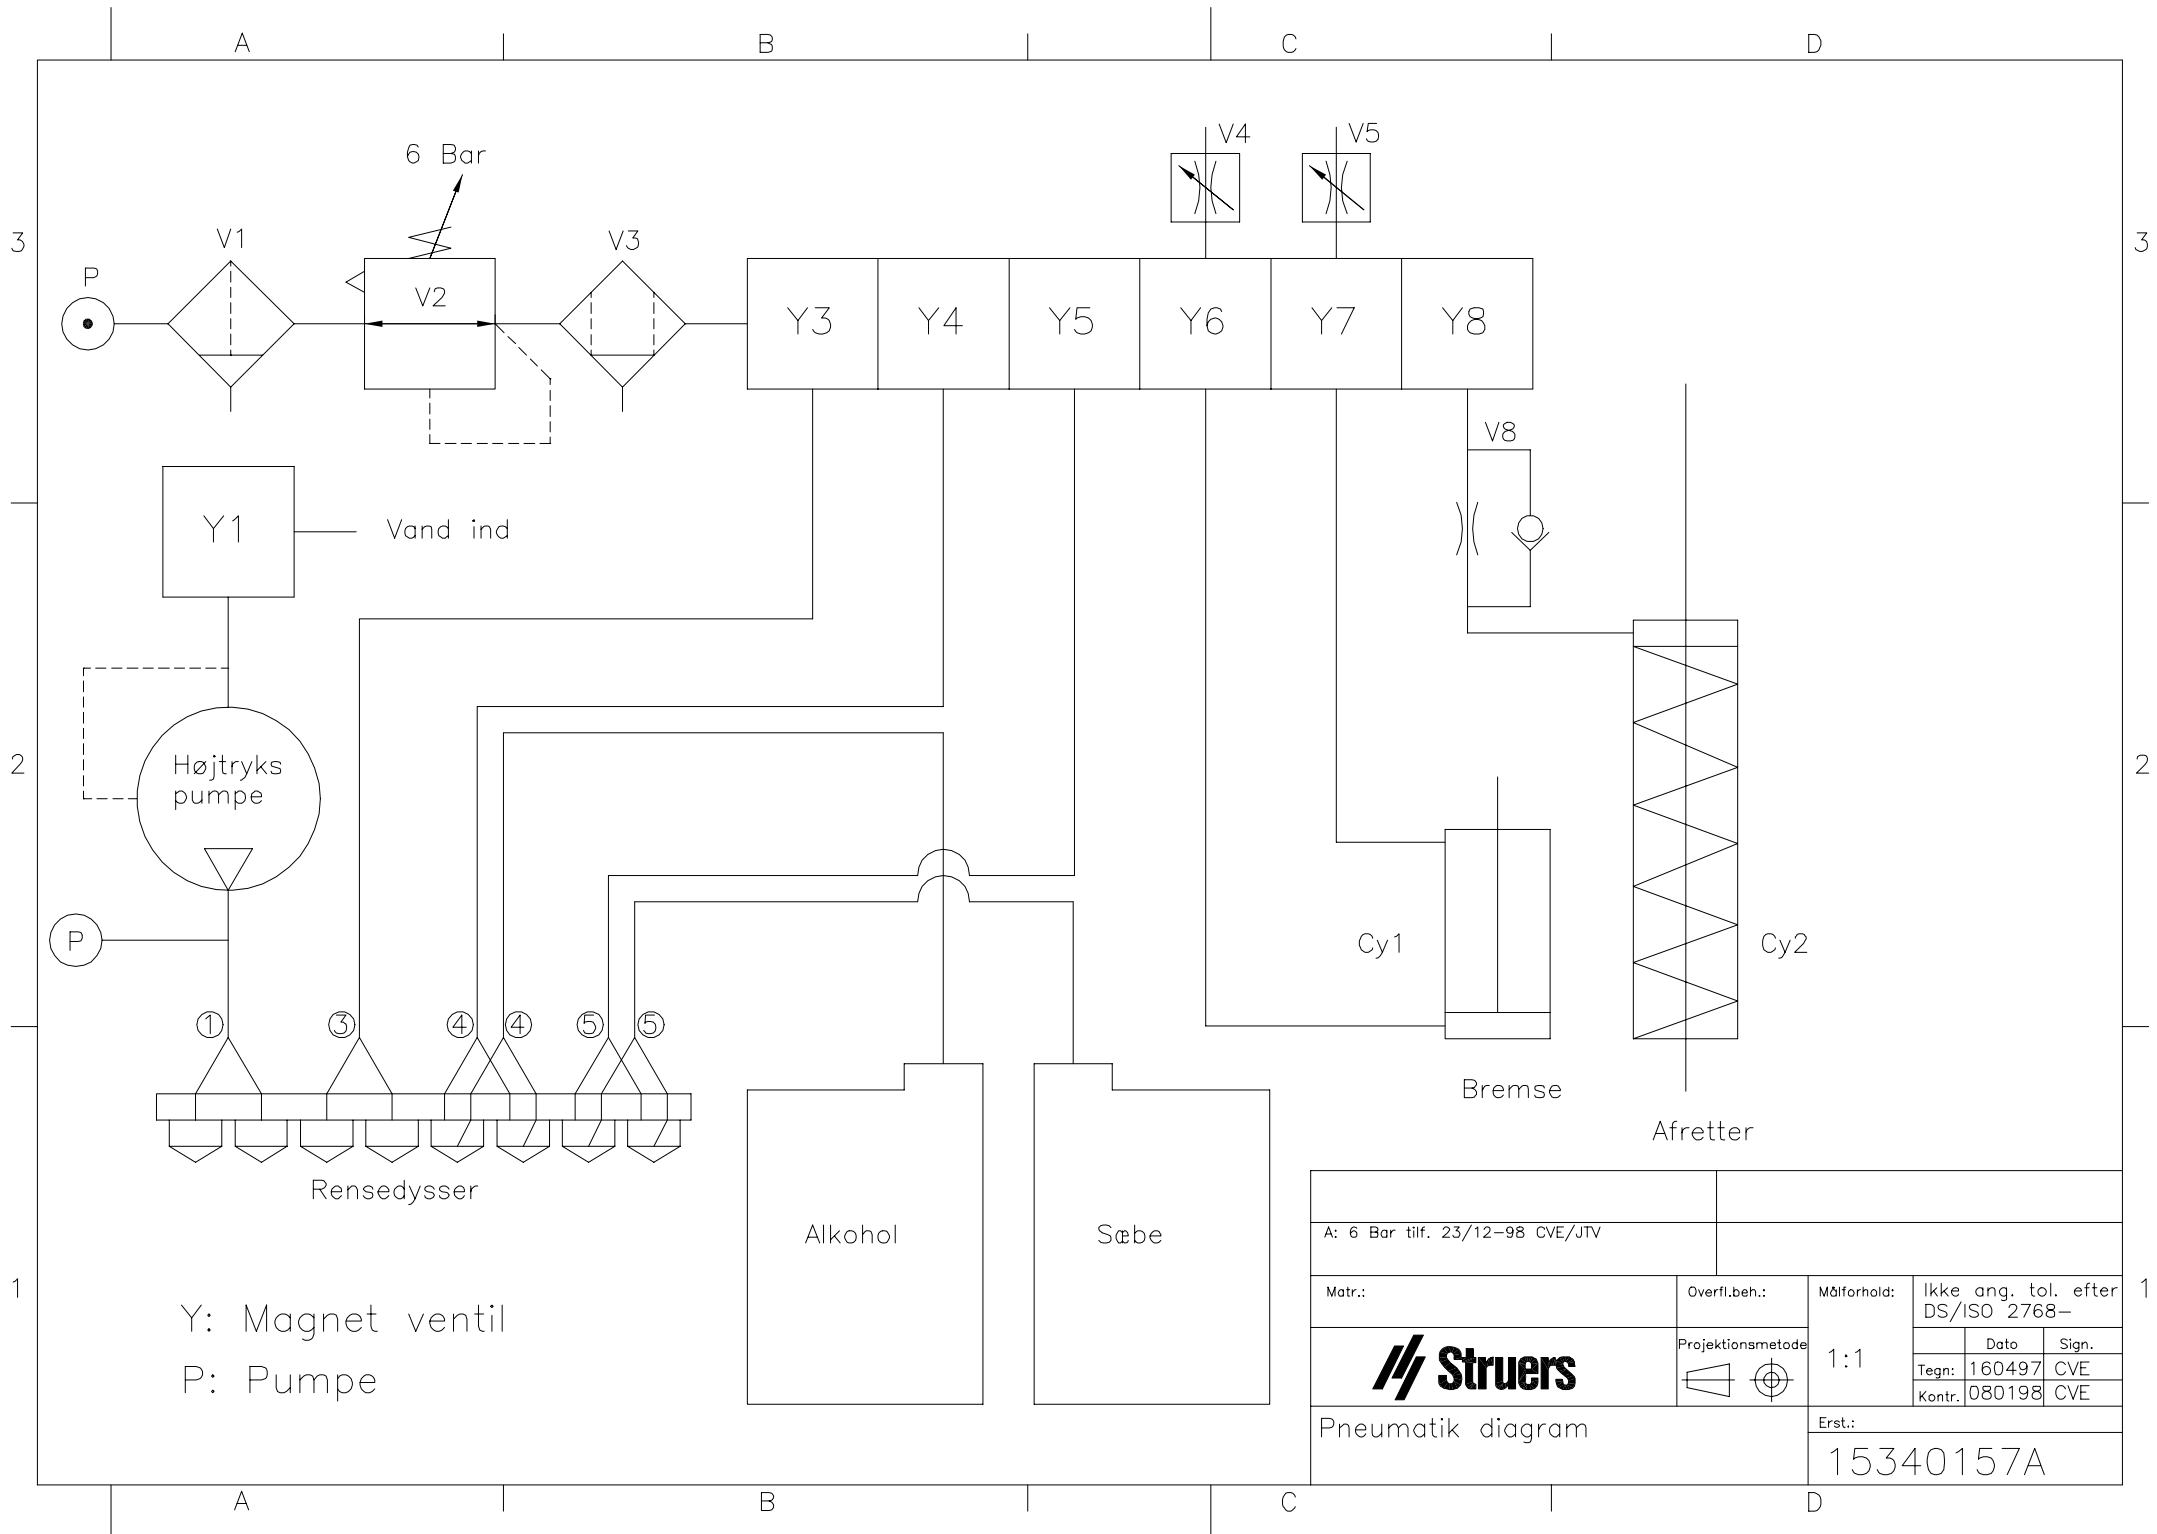 A
B
C
D
V4
V5
6 Bar
3
V1
V3
3
P
V2
Y3
Y4
Y5
Y6
Y7
Y8
V8
Y1
Vand ind
2
Højtryks
pumpe
2
P
Cy1
Cy2
1
3
4
4
5
5
Bremse
Afretter
Rensedysser
Alkohol
Sæbe
A: 6 Bar tilf. 23/12-98 CVE/JTV
1
Matr.:
Overfl.beh.:
Målforhold:
Ikke ang. tol. efter
DS/ISO 2768-
1
Y: Magnet ventil
P: Pumpe
Struers
Projektionsmetode
1:1
Dato
Sign.
Tegn:
160497
CVE
Kontr.
080198
CVE
Pneumatik diagram
Erst.:
15340157A
A
B
C
D